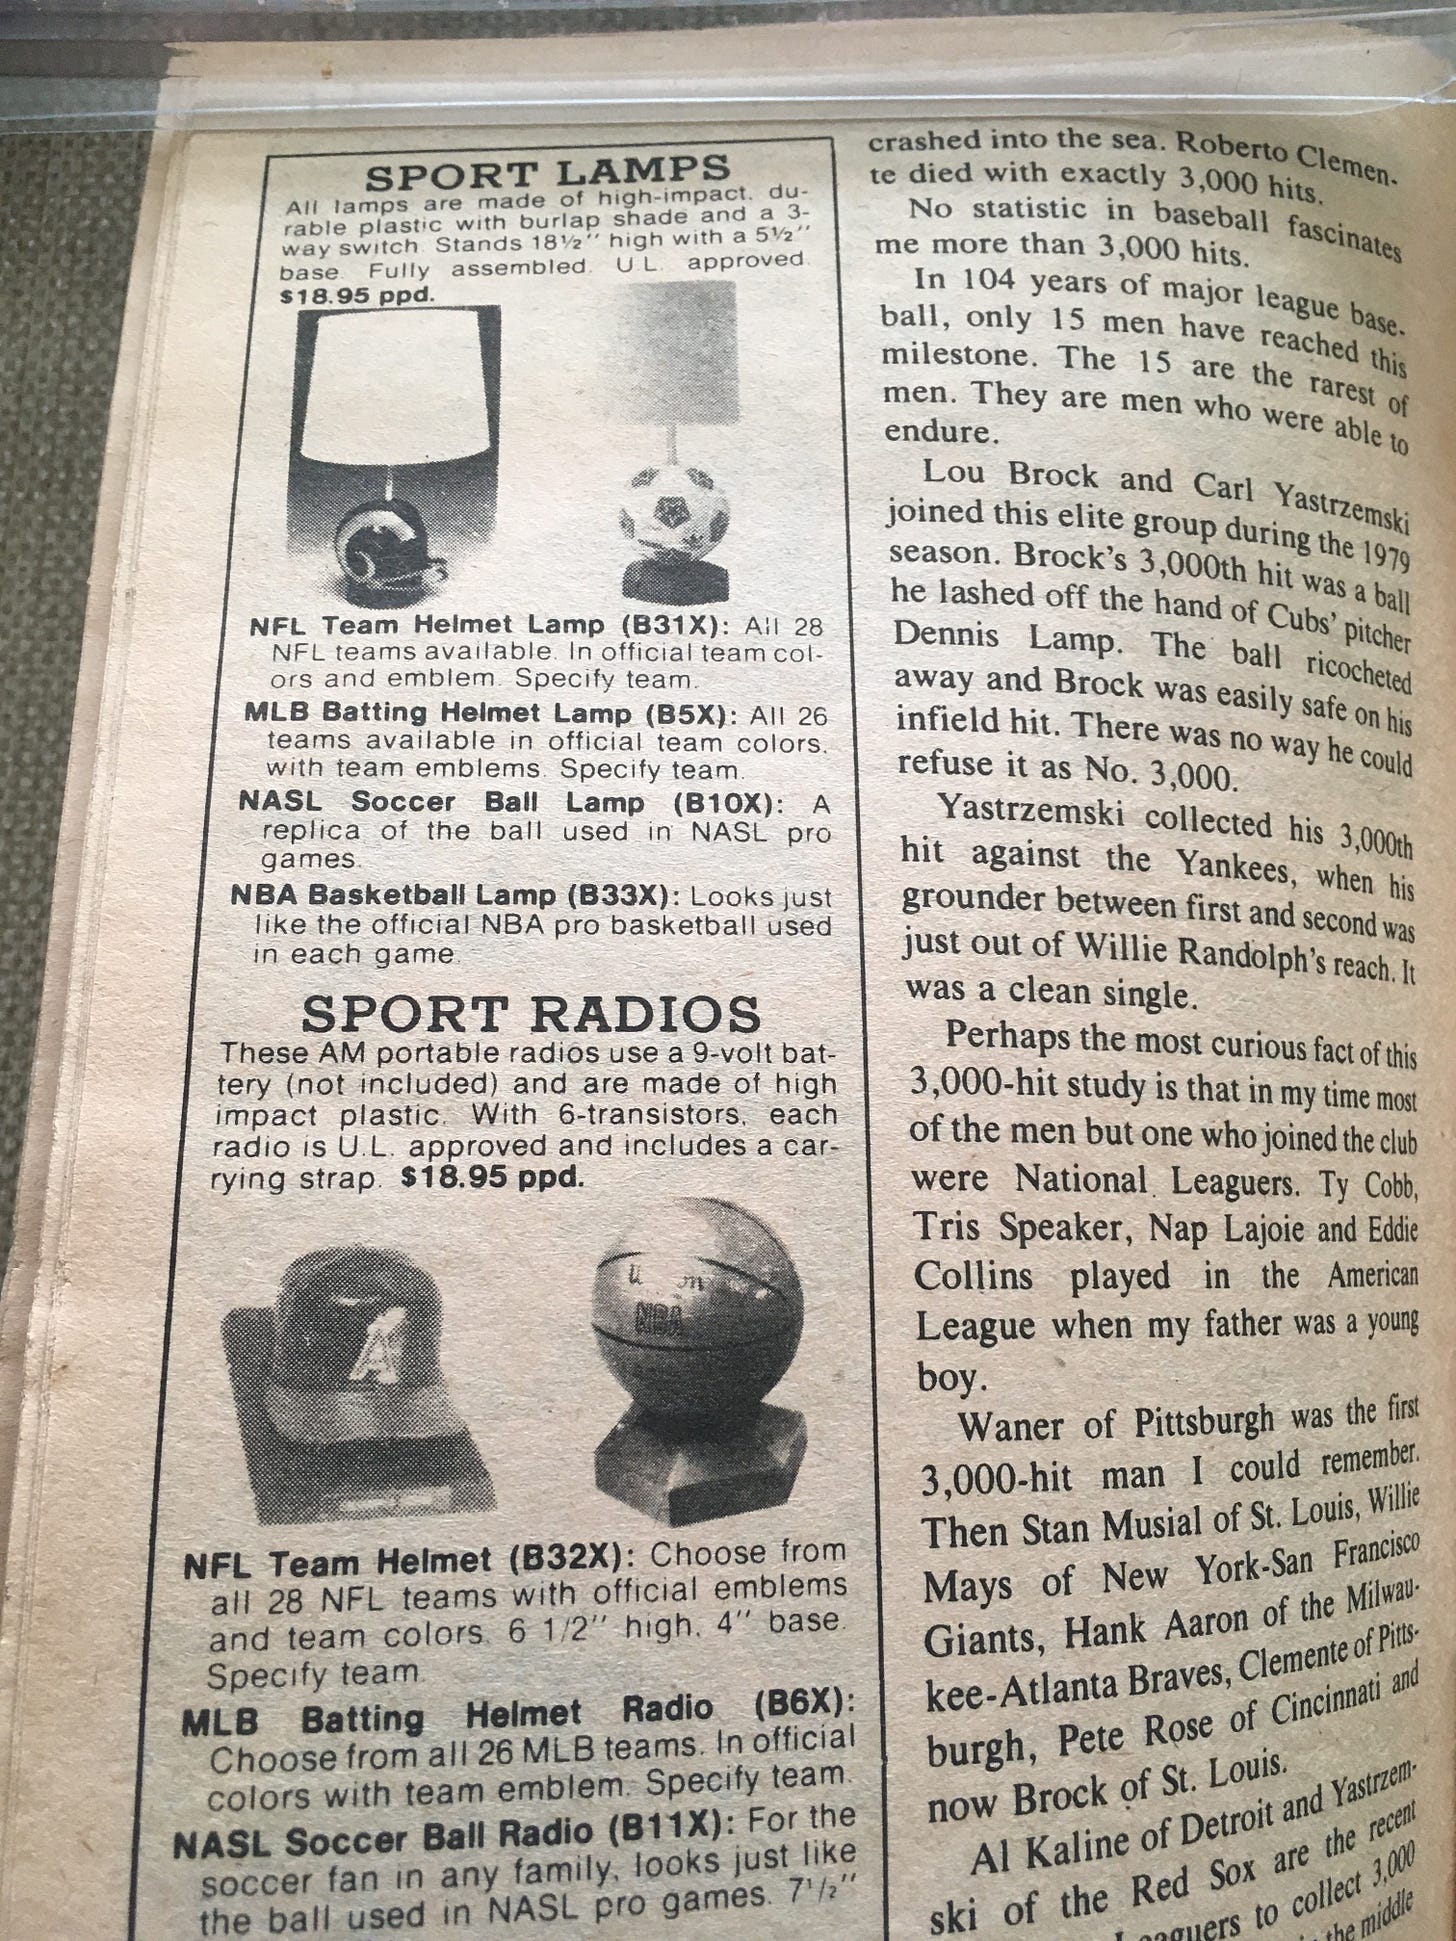 SPORT LAMPS
All lamps are made of high-impact, du-
rable plastic with burlap shade and a 3-
way switch. Stands 18½'' high with a 5½''
base. Fully assembled. U.L. approved.
$18.95 ppd.
NFL Team Helmet Lamp (B31X): All 28
NFL teams available. In official team col-
ors and emblem. Specify team.
MLB Batting Helmet Lamp (B5X): All 26
teams available in official team colors,
with team emblems. Specify team.
NASL Soccer Ball Lamp (B10X): A
replica of the ball used in NASL pro
games.
NBA Basketball Lamp (B33X): Looks just
like the official NBA pro basketball used
in each game.
SPORT RADIOS
These AM portable radios use a 9-volt bat-
tery (not included) and are made of high
impact plastic. With 6-transistors, each
radio is U.L. approved and includes a car-
rying strap. $18.95 ppd.
A
NBA
NFL Team Helmet (B32X): Choose from
all 28 NFL teams with official emblems
and team colors. 6 1/2'' high, 4'' base.
Specify team.
MLB Batting Helmet Radio (B6X):
Choose from all 26 MLB teams. In official
colors with team emblem. Specify team.
NASL Soccer Ball Radio (B11X): For the
soccer fan in any family, looks just like
the ball used in NASL pro games. 7½''
crashed into the sea. Roberto Clemen-
te died with exactly 3,000 hits.
No statistic in baseball fascinates
me more than 3,000 hits.
In 104 years of major league base-
ball, only 15 men have reached this
milestone. The 15 are the rarest of
men. They are men who were able to
endure.
Lou Brock and Carl Yastrzemski
joined this elite group during the 1979
season. Brock's 3,000th hit was a ball
he lashed off the hand of Cubs' pitcher
Dennis Lamp. The ball ricocheted
away and Brock was easily safe on his
infield hit. There was no way he could
refuse it as No. 3,000.
Yastrzemski collected his 3,000th
hit against the Yankees, when his
grounder between first and second was
just out of Willie Randolph's reach. It
was a clean single.
Perhaps the most curious fact of this
3,000-hit study is that in my time most
of the men but one who joined the club
were National Leaguers. Ty Cobb,
Tris Speaker, Nap Lajoie and Eddie
Collins played in the American
League when my father was a young
boy.
Waner of Pittsburgh was the first
3,000-hit man I could remember.
Then Stan Musial of St. Louis, Willie
Mays of New York-San Francisco
Giants, Hank Aaron of the Milwau-
kee-Atlanta Braves, Clemente of Pitts-
burgh, Pete Rose of Cincinnati and
now Brock of St. Louis.
Al Kaline of Detroit and Yastrzem-
ski of the Red Sox are the recent
to collect 3,000
the middle